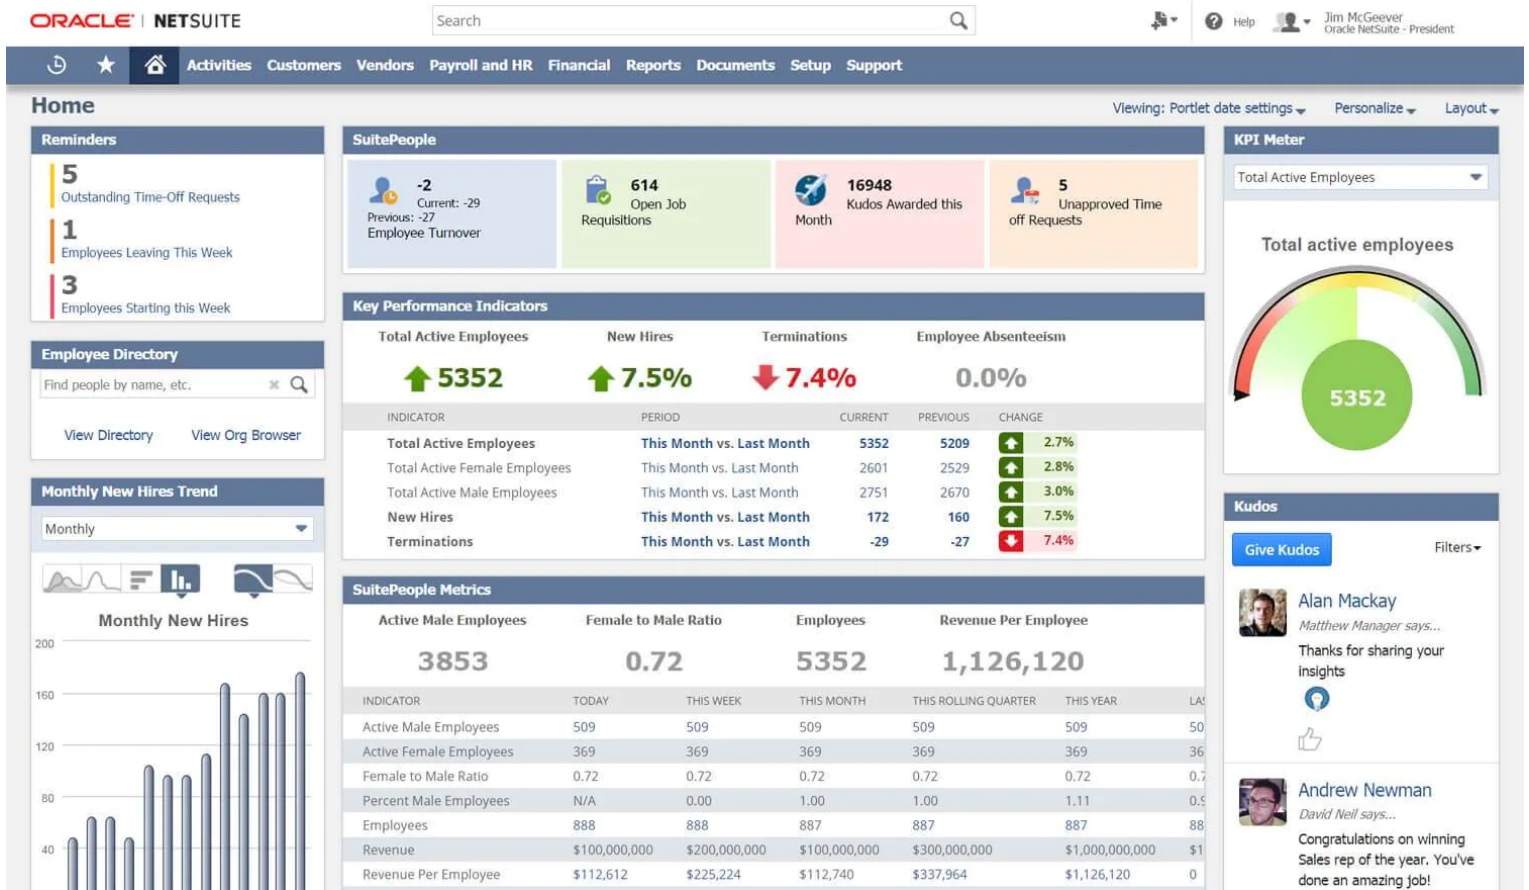 ORACLE | NETSUITE
Search
Help
Jim McGeever
Oracle NetSuite - President
Activities Customers Vendors Payroll and HR Financial Reports Documents Setup Support
Home
Viewing: Portlet date settings Personalize Layout
Reminders
5
Outstanding Time-Off Requests
1
Employees Leaving This Week
3
Employees Starting this Week
Employee Directory
Find people by name, etc.
View Directory View Org Browser
Monthly New Hires Trend
Monthly
Monthly New Hires
200
160
120
80
40
SuitePeople
-2
Current: -29
Previous: -27
Employee Turnover
614
Open Job
Requisitions
16948
Kudos Awarded this
Month
5
Unapproved Time
off Requests
Key Performance Indicators
Total Active Employees New Hires Terminations Employee Absenteeism
5352 7.5% 7.4% 0.0%
INDICATOR PERIOD CURRENT PREVIOUS CHANGE
Total Active Employees This Month vs. Last Month 5352 5209 2.7%
Total Active Female Employees This Month vs. Last Month 2601 2529 2.8%
Total Active Male Employees This Month vs. Last Month 2751 2670 3.0%
New Hires This Month vs. Last Month 172 160 7.5%
Terminations This Month vs. Last Month -29 -27 7.4%
SuitePeople Metrics
Active Male Employees Female to Male Ratio Employees Revenue Per Employee
3853 0.72 5352 1,126,120
INDICATOR TODAY THIS WEEK THIS MONTH THIS ROLLING QUARTER THIS YEAR LA
Active Male Employees 509 509 509 509 509 50
Active Female Employees 369 369 369 369 369 36
Female to Male Ratio 0.72 0.72 0.72 0.72 0.72 0.7
Percent Male Employees N/A 0.00 1.00 1.00 1.11 0.9
Employees 888 888 887 887 887 88
Revenue $100,000,000 $200,000,000 $100,000,000 $300,000,000 $1,000,000,000 $1
Revenue Per Employee $112,612 $225,224 $112,740 $337,964 $1,126,120 0
KPI Meter
Total Active Employees
Total active employees
5352
Kudos
Give Kudos Filters
Alan Mackay
Matthew Manager says...
Thanks for sharing your
insights
Andrew Newman
David Neil says...
Congratulations on winning
Sales rep of the year. You've
done an amazing job!